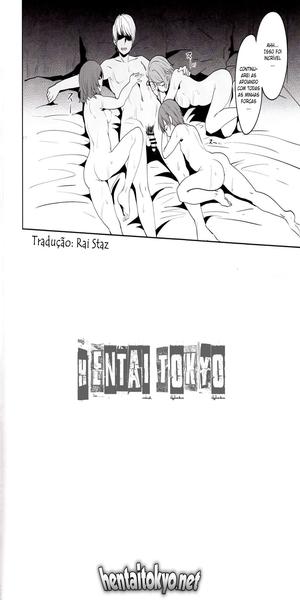 AHH...
ISSO FOI
INCRÍVEL
...
CONTINU-
AREI AS
APOIANDO
COM TODAS
AS MINHAS
FORÇAS
...
Tradução: Rai Staz
HENTAI TOKYO
hentaitokyo.net